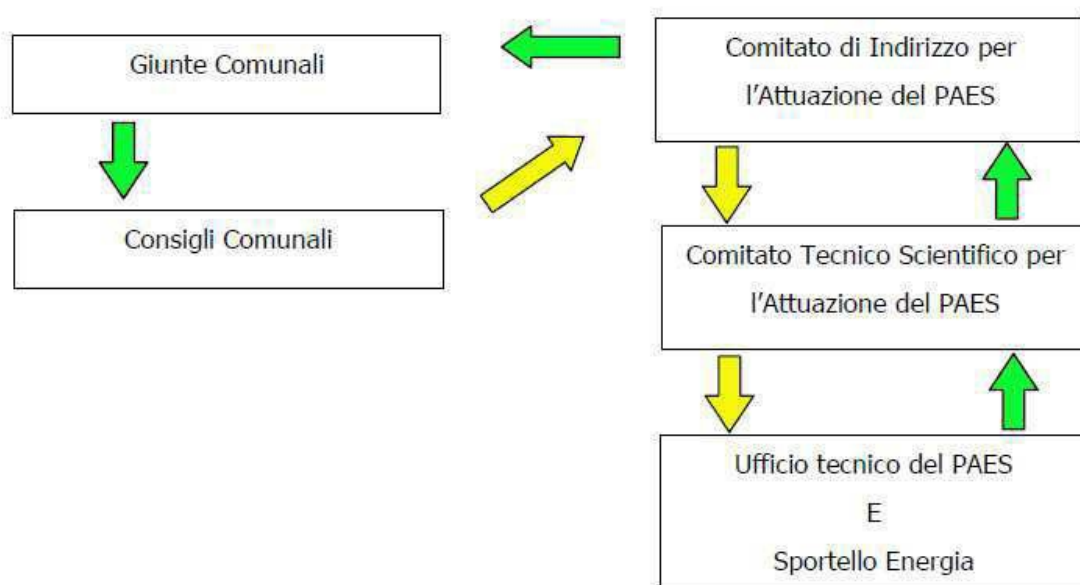 Giunte Comunali
Consigli Comunali
Comitato di Indirizzo per
l'Attuazione del PAES
Comitato Tecnico Scientifico per
l'Attuazione del PAES
Ufficio tecnico del PAES
E
Sportello Energia